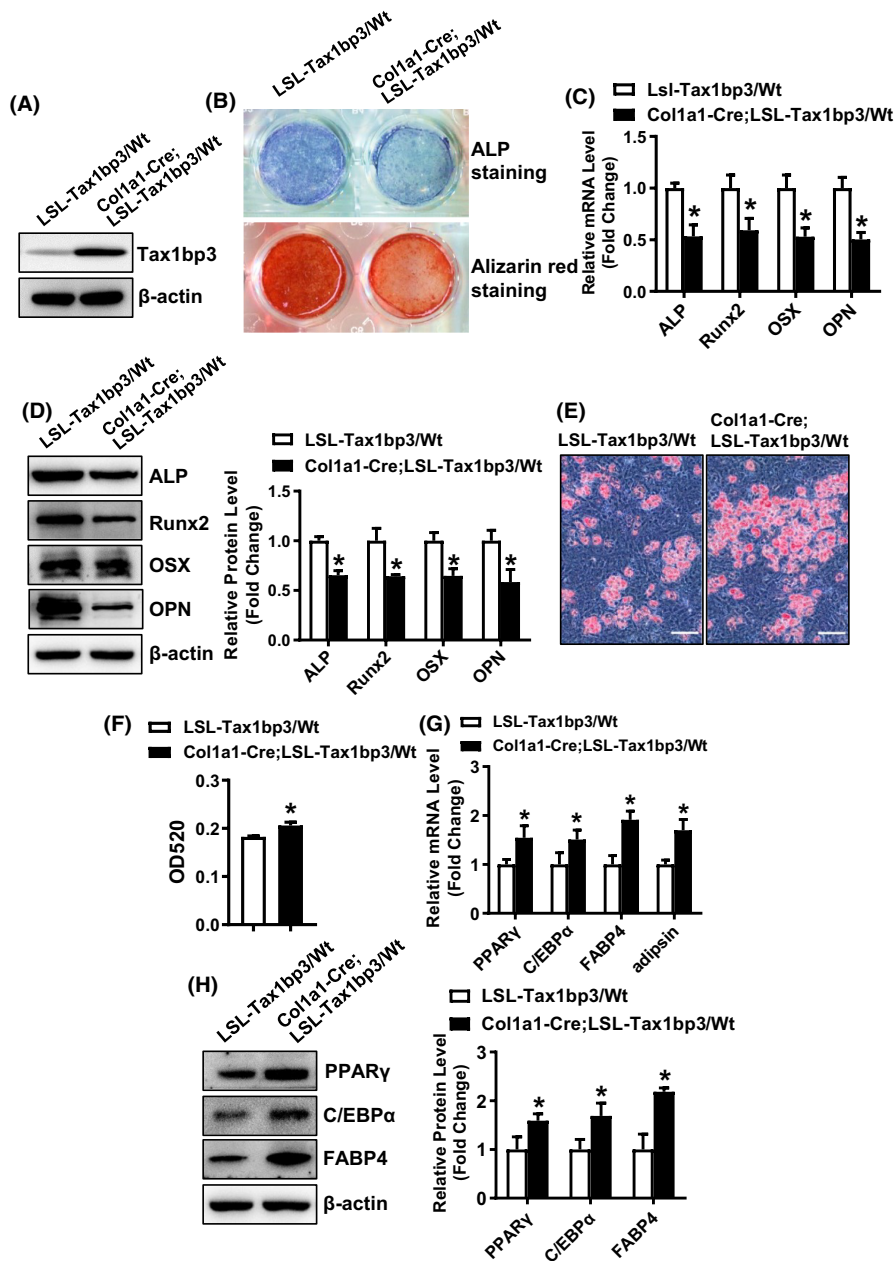 (A)
LSL-Tax1bp3/Wt
Col1a1-Cre;
LSL-Tax1bp3/Wt
Tax1bp3
β-actin
(B)
LSL-Tax1bp3/Wt
Col1a1-Cre;
LSL-Tax1bp3/Wt
ALP
staining
Alizarin red
staining
(C)
Lsl-Tax1bp3/Wt
Col1a1-Cre;LSL-Tax1bp3/Wt
Relative mRNA Level
(Fold Change)
1.5
1.0
0.5
0.0
* * * *
ALP
Runx2
OSX
OPN
(D)
LSL-Tax1bp3/Wt
Col1a1-Cre;
LSL-Tax1bp3/Wt
ALP
Runx2
OSX
OPN
β-actin
LSL-Tax1bp3/Wt
Col1a1-Cre;LSL-Tax1bp3/Wt
Relative Protein Level
(Fold Change)
1.5
1.0
0.5
0.0
* * * *
ALP
Runx2
OSX
OPN
(E)
LSL-Tax1bp3/Wt
Col1a1-Cre;
LSL-Tax1bp3/Wt
(F)
LSL-Tax1bp3/Wt
Col1a1-Cre;LSL-Tax1bp3/Wt
OD520
0.3
0.2
0.1
0.0
*
(G)
LSL-Tax1bp3/Wt
Col1a1-Cre;LSL-Tax1bp3/Wt
Relative mRNA Level
(Fold Change)
3
2
1
0
* * * *
PPARγ
C/EBPα
FABP4
adipsin
(H)
LSL-Tax1bp3/Wt
Col1a1-Cre;
LSL-Tax1bp3/Wt
PPARγ
C/EBPα
FABP4
β-actin
LSL-Tax1bp3/Wt
Col1a1-Cre;LSL-Tax1bp3/Wt
Relative Protein Level
(Fold Change)
3
2
1
0
* * *
PPARγ
C/EBPα
FABP4